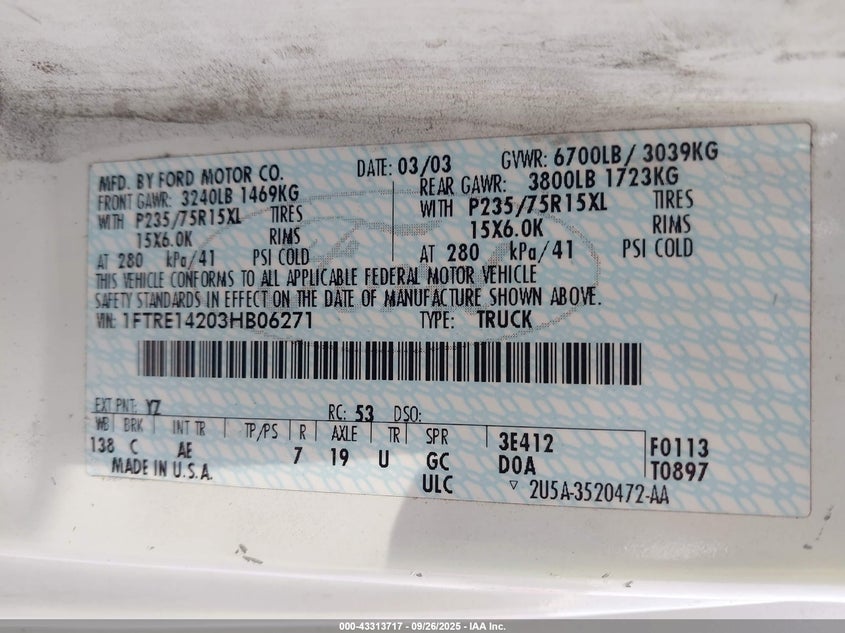 MFD. BY FORD MOTOR CO.
DATE: 03/03 GVWR: 6700LB/ 3039KG
FRONT GAWR: 3240LB 1469KG
REAR GAWR: 3800LB 1723KG
WITH P235/75R15XL TIRES
WITH P235/75R15XL TIRES
15X6.0K RIMS
15X6.0K RIMS
AT 280 kPa/41 PSI COLD
AT 280 kPa/41 PSI COLD
THIS VEHICLE CONFORMS TO ALL APPLICABLE FEDERAL MOTOR VEHICLE
SAFETY STANDARDS IN EFFECT ON THE DATE OF MANUFACTURE SHOWN ABOVE.
VIN: 1FTRE14203HB06271 TYPE: TRUCK
EXT PNT: YZ RC: 53 DSO:
WB BRK INT TR TP/PS R AXLE TR SPR
138 C AE 7 19 U GC
ULC
3E412
DOA
F0113
T0897
MADE IN U.S.A.
▽ 2U5A-3520472-AA
000-43313717 - 09/26/2025 - IAA Inc.